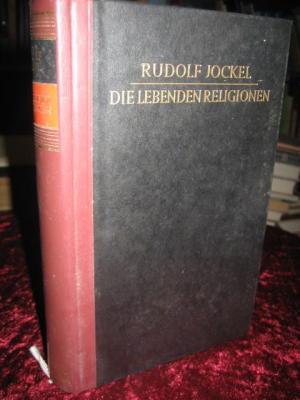 RUDOLF JOCKEL
DIE LEBENDEN RELIGIONEN